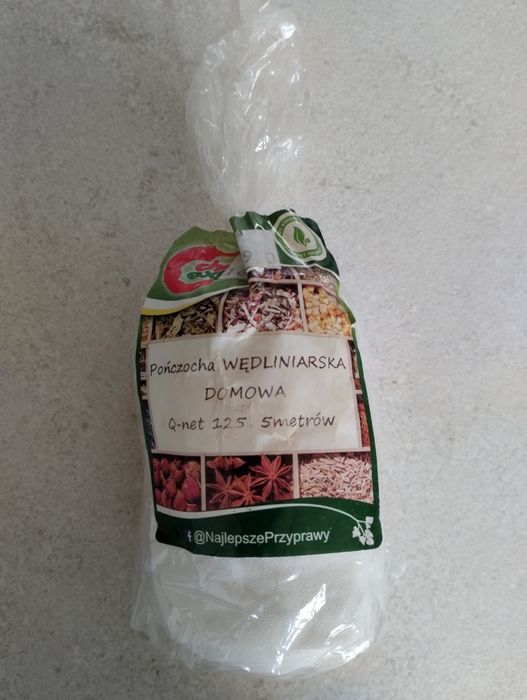 Pończocha WĘDLINIARSKA
DOMOWA
Q-net 125. 5metrów
f @NajlepszePrzyprawy